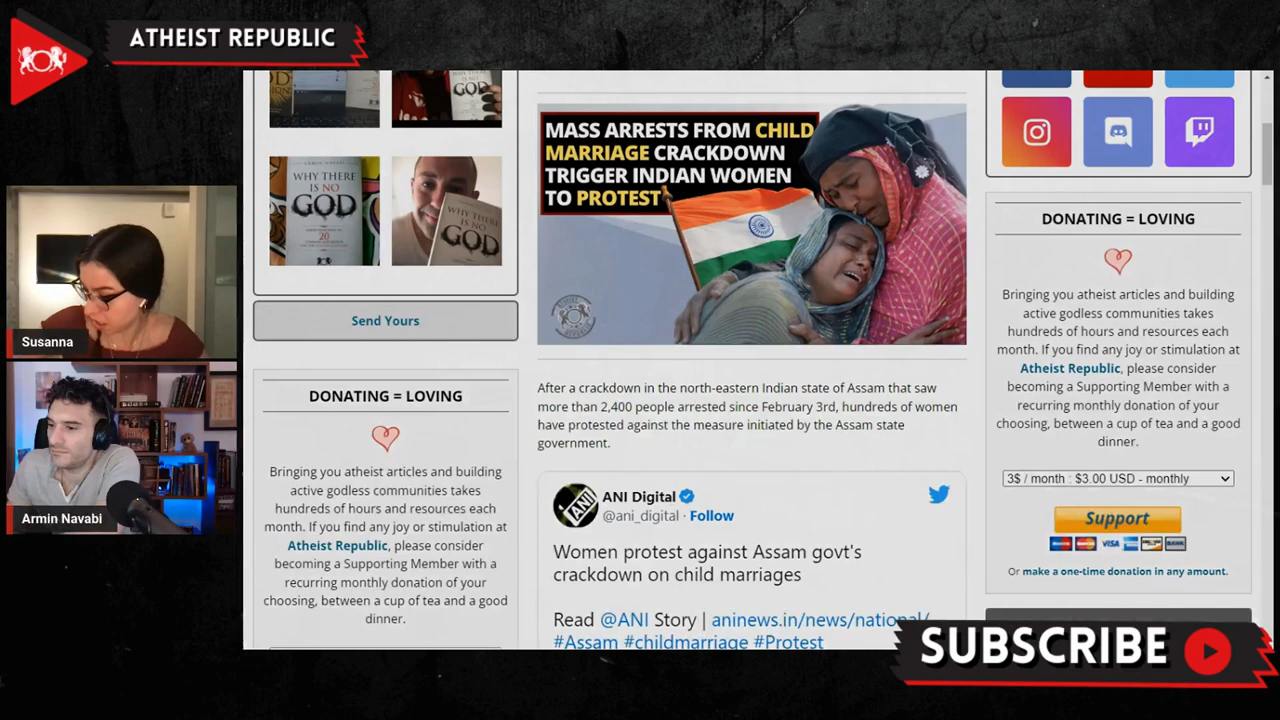 ATHEIST REPUBLIC
Susanna
Armin Navabi
WHY THERE
IS NO
GOD
20
WHY THERE
IS NO
GOD
GOD
Send Yours
DONATING = LOVING
Bringing you atheist articles and building
active godless communities takes
hundreds of hours and resources each
month. If you find any joy or stimulation at
Atheist Republic, please consider
becoming a Supporting Member with a
recurring monthly donation of your
choosing, between a cup of tea and a good
dinner.
MASS ARRESTS FROM CHILD
MARRIAGE CRACKDOWN
TRIGGER INDIAN WOMEN
TO PROTEST
After a crackdown in the north-eastern Indian state of Assam that saw
more than 2,400 people arrested since February 3rd, hundreds of women
have protested against the measure initiated by the Assam state
government.
ANI Digital
@ani_digital · Follow
Women protest against Assam govt's
crackdown on child marriages
Read @ANI Story | aninews.in/news/national/
#Assam #childmarriage #Protest
DONATING = LOVING
Bringing you atheist articles and building
active godless communities takes
hundreds of hours and resources each
month. If you find any joy or stimulation at
Atheist Republic, please consider
becoming a Supporting Member with a
recurring monthly donation of your
choosing, between a cup of tea and a good
dinner.
3$ / month : $3.00 USD - monthly
Support
VISA
Or make a one-time donation in any amount.
SUBSCRIBE